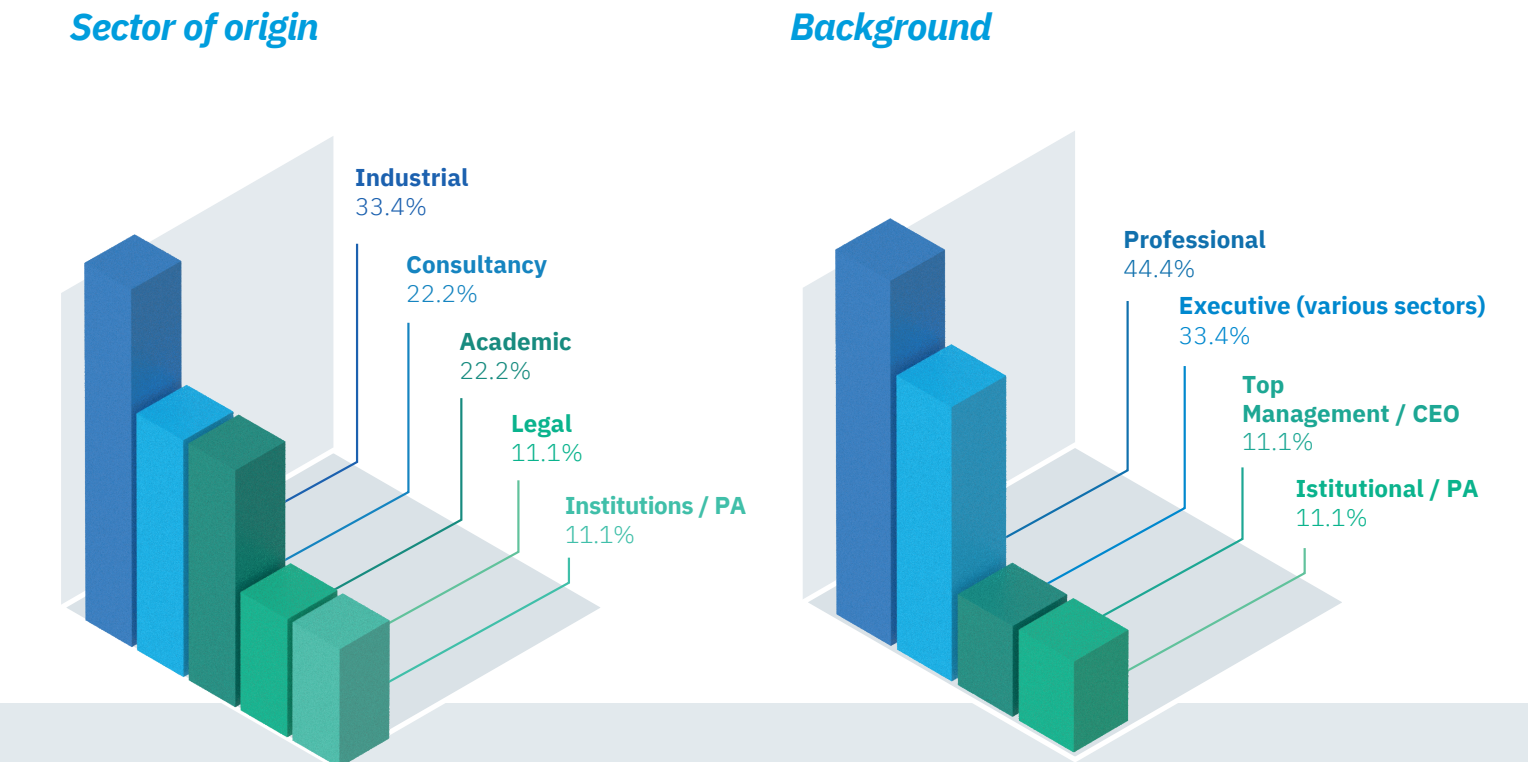 Sector of origin
Industrial
33.4%
Consultancy
22.2%
Academic
22.2%
Legal
11.1%
Institutions / PA
11.1%
Background
Professional
44.4%
Executive (various sectors)
33.4%
Top
Management / CEO
11.1%
Istitutional / PA
11.1%